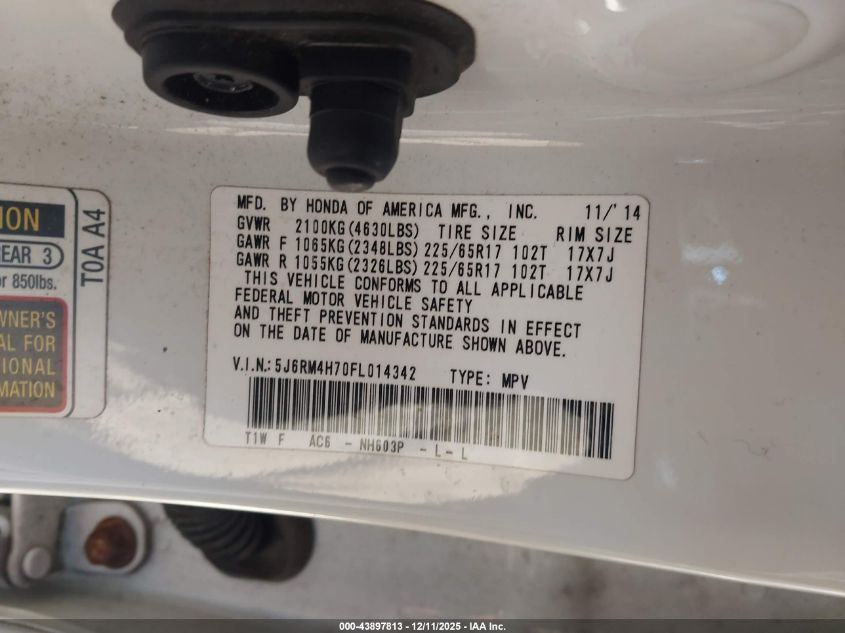 MFD. BY HONDA OF AMERICA MFG., INC. 11/'14
GVWR 2100KG(4630LBS) TIRE SIZE RIM SIZE
GAWR F 1065KG(2348LBS) 225/65R17 102T 17X7J
GAWR R 1055KG(2326LBS) 225/65R17 102T 17X7J
THIS VEHICLE CONFORMS TO ALL APPLICABLE
FEDERAL MOTOR VEHICLE SAFETY
AND THEFT PREVENTION STANDARDS IN EFFECT
ON THE DATE OF MANUFACTURE SHOWN ABOVE.
V.I.N.: 5J6RM4H70FL014342 TYPE: MPV
T1W F AC6 - NH603P - L- L
ION
REAR 3
or 850lbs.
WNER'S
AL FOR
IONAL
MATION
T0A A4
000-43897813 - 12/11/2025 - IAA Inc.